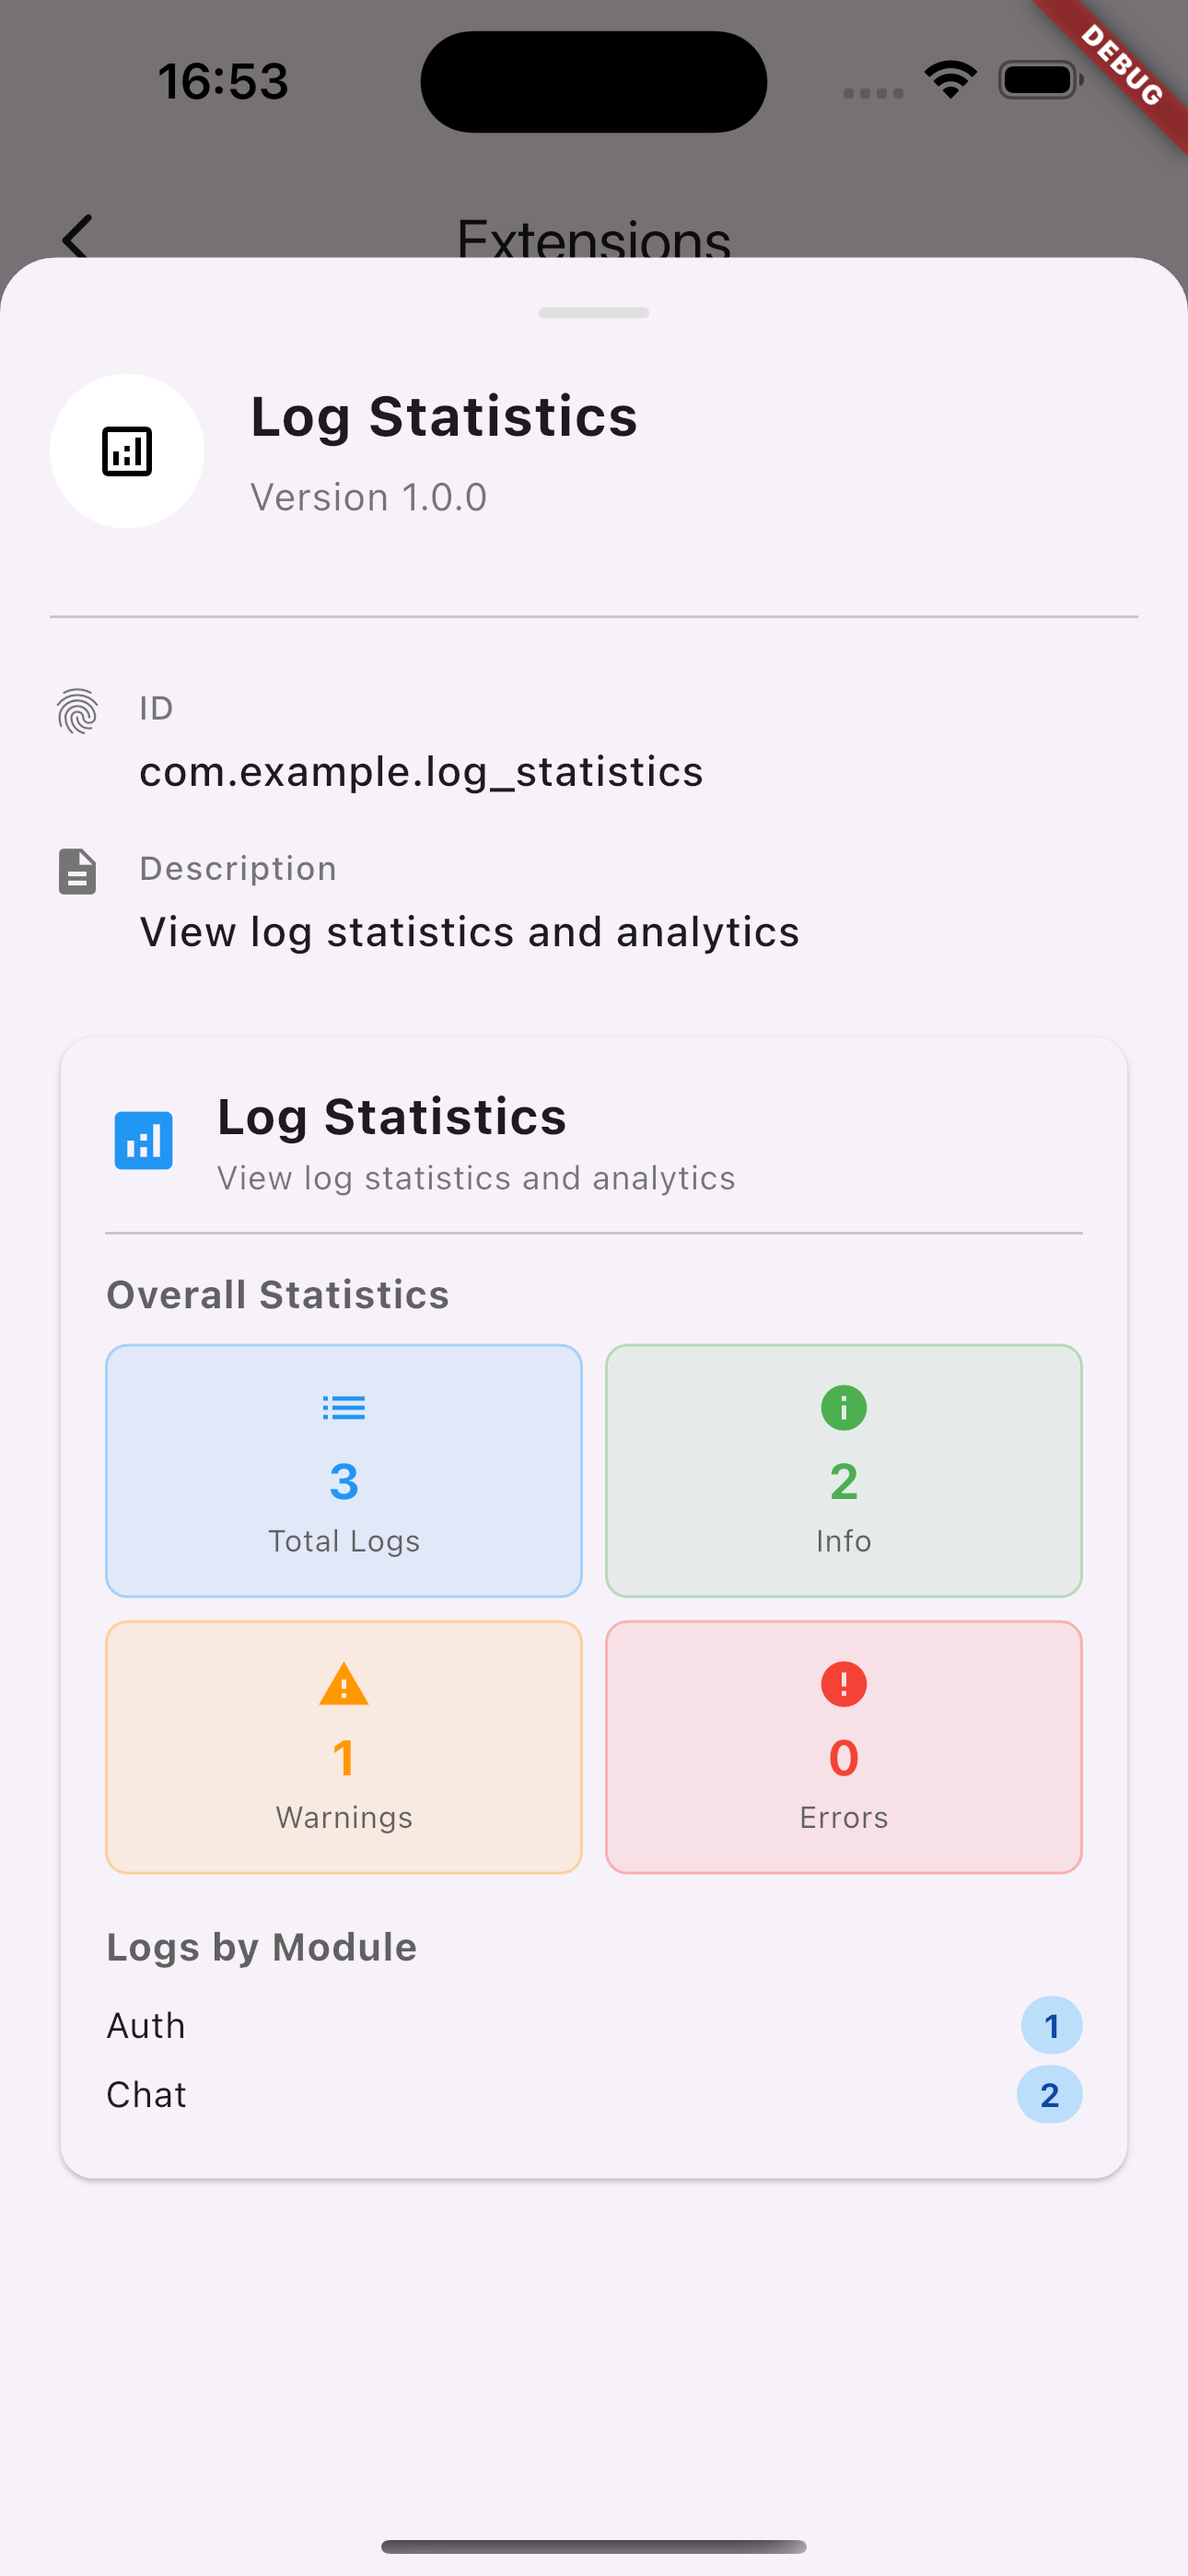 16:53
DEBUG
Extensions
Log Statistics
Version 1.0.0
ID
com.example.log_statistics
Description
View log statistics and analytics
Log Statistics
View log statistics and analytics
Overall Statistics
3
Total Logs
2
Info
1
Warnings
0
Errors
Logs by Module
Auth
1
Chat
2